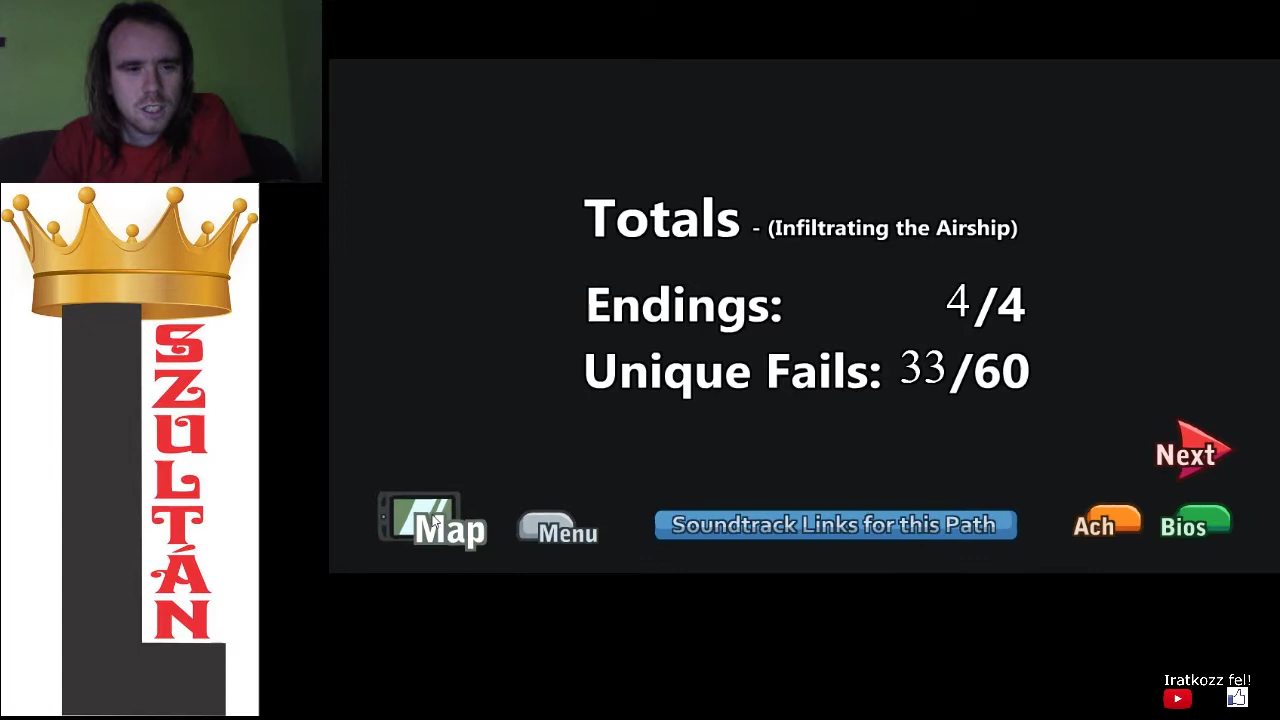 SZULTÁN
Totals - (Infiltrating the Airship)
Endings: 4/4
Unique Fails: 33/60
Next
Map
Menu
Soundtrack Links for this Path
Ach
Bios
Iratkozz fel!